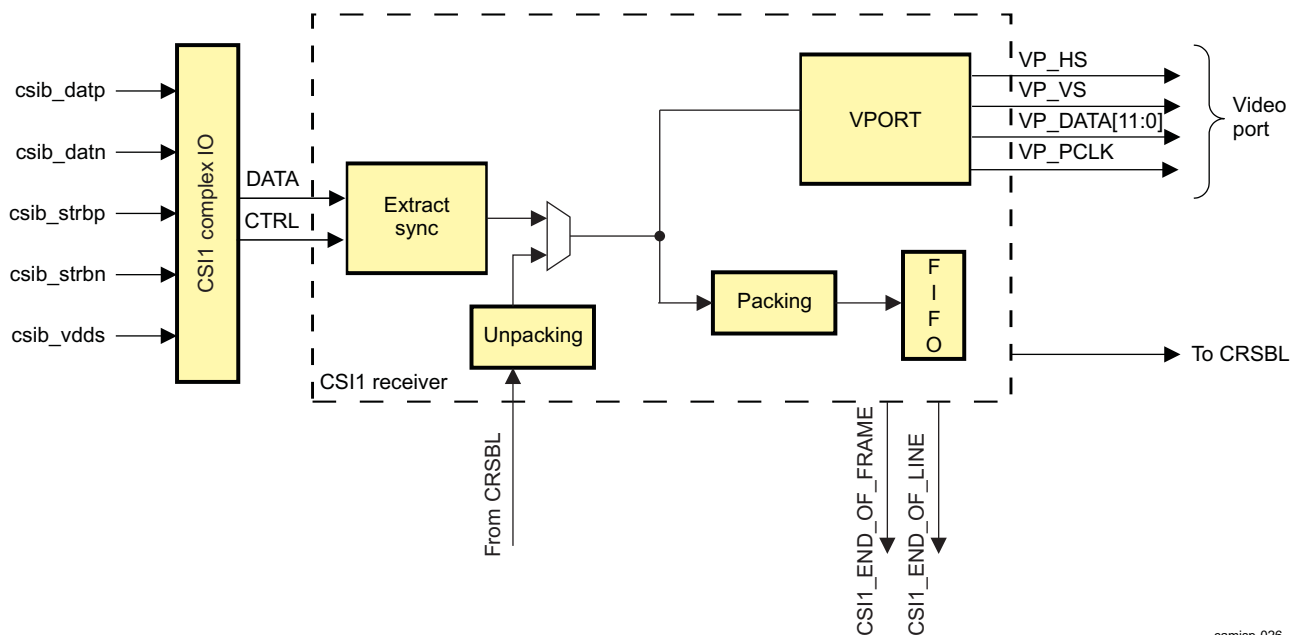 csib_datp
csib_datn
csib_strbp
csib_strbn
csib_vdds
CSI1 complex IO
DATA
CTRL
Extract
sync
Unpacking
CSI1 receiver
From CRSBL
VPORT
VP_HS
VP_VS
VP_DATA[11:0]
VP_PCLK
Video
port
Packing
F
I
F
O
To CRSBL
CSI1_END_OF_FRAME
CSI1_END_OF_LINE